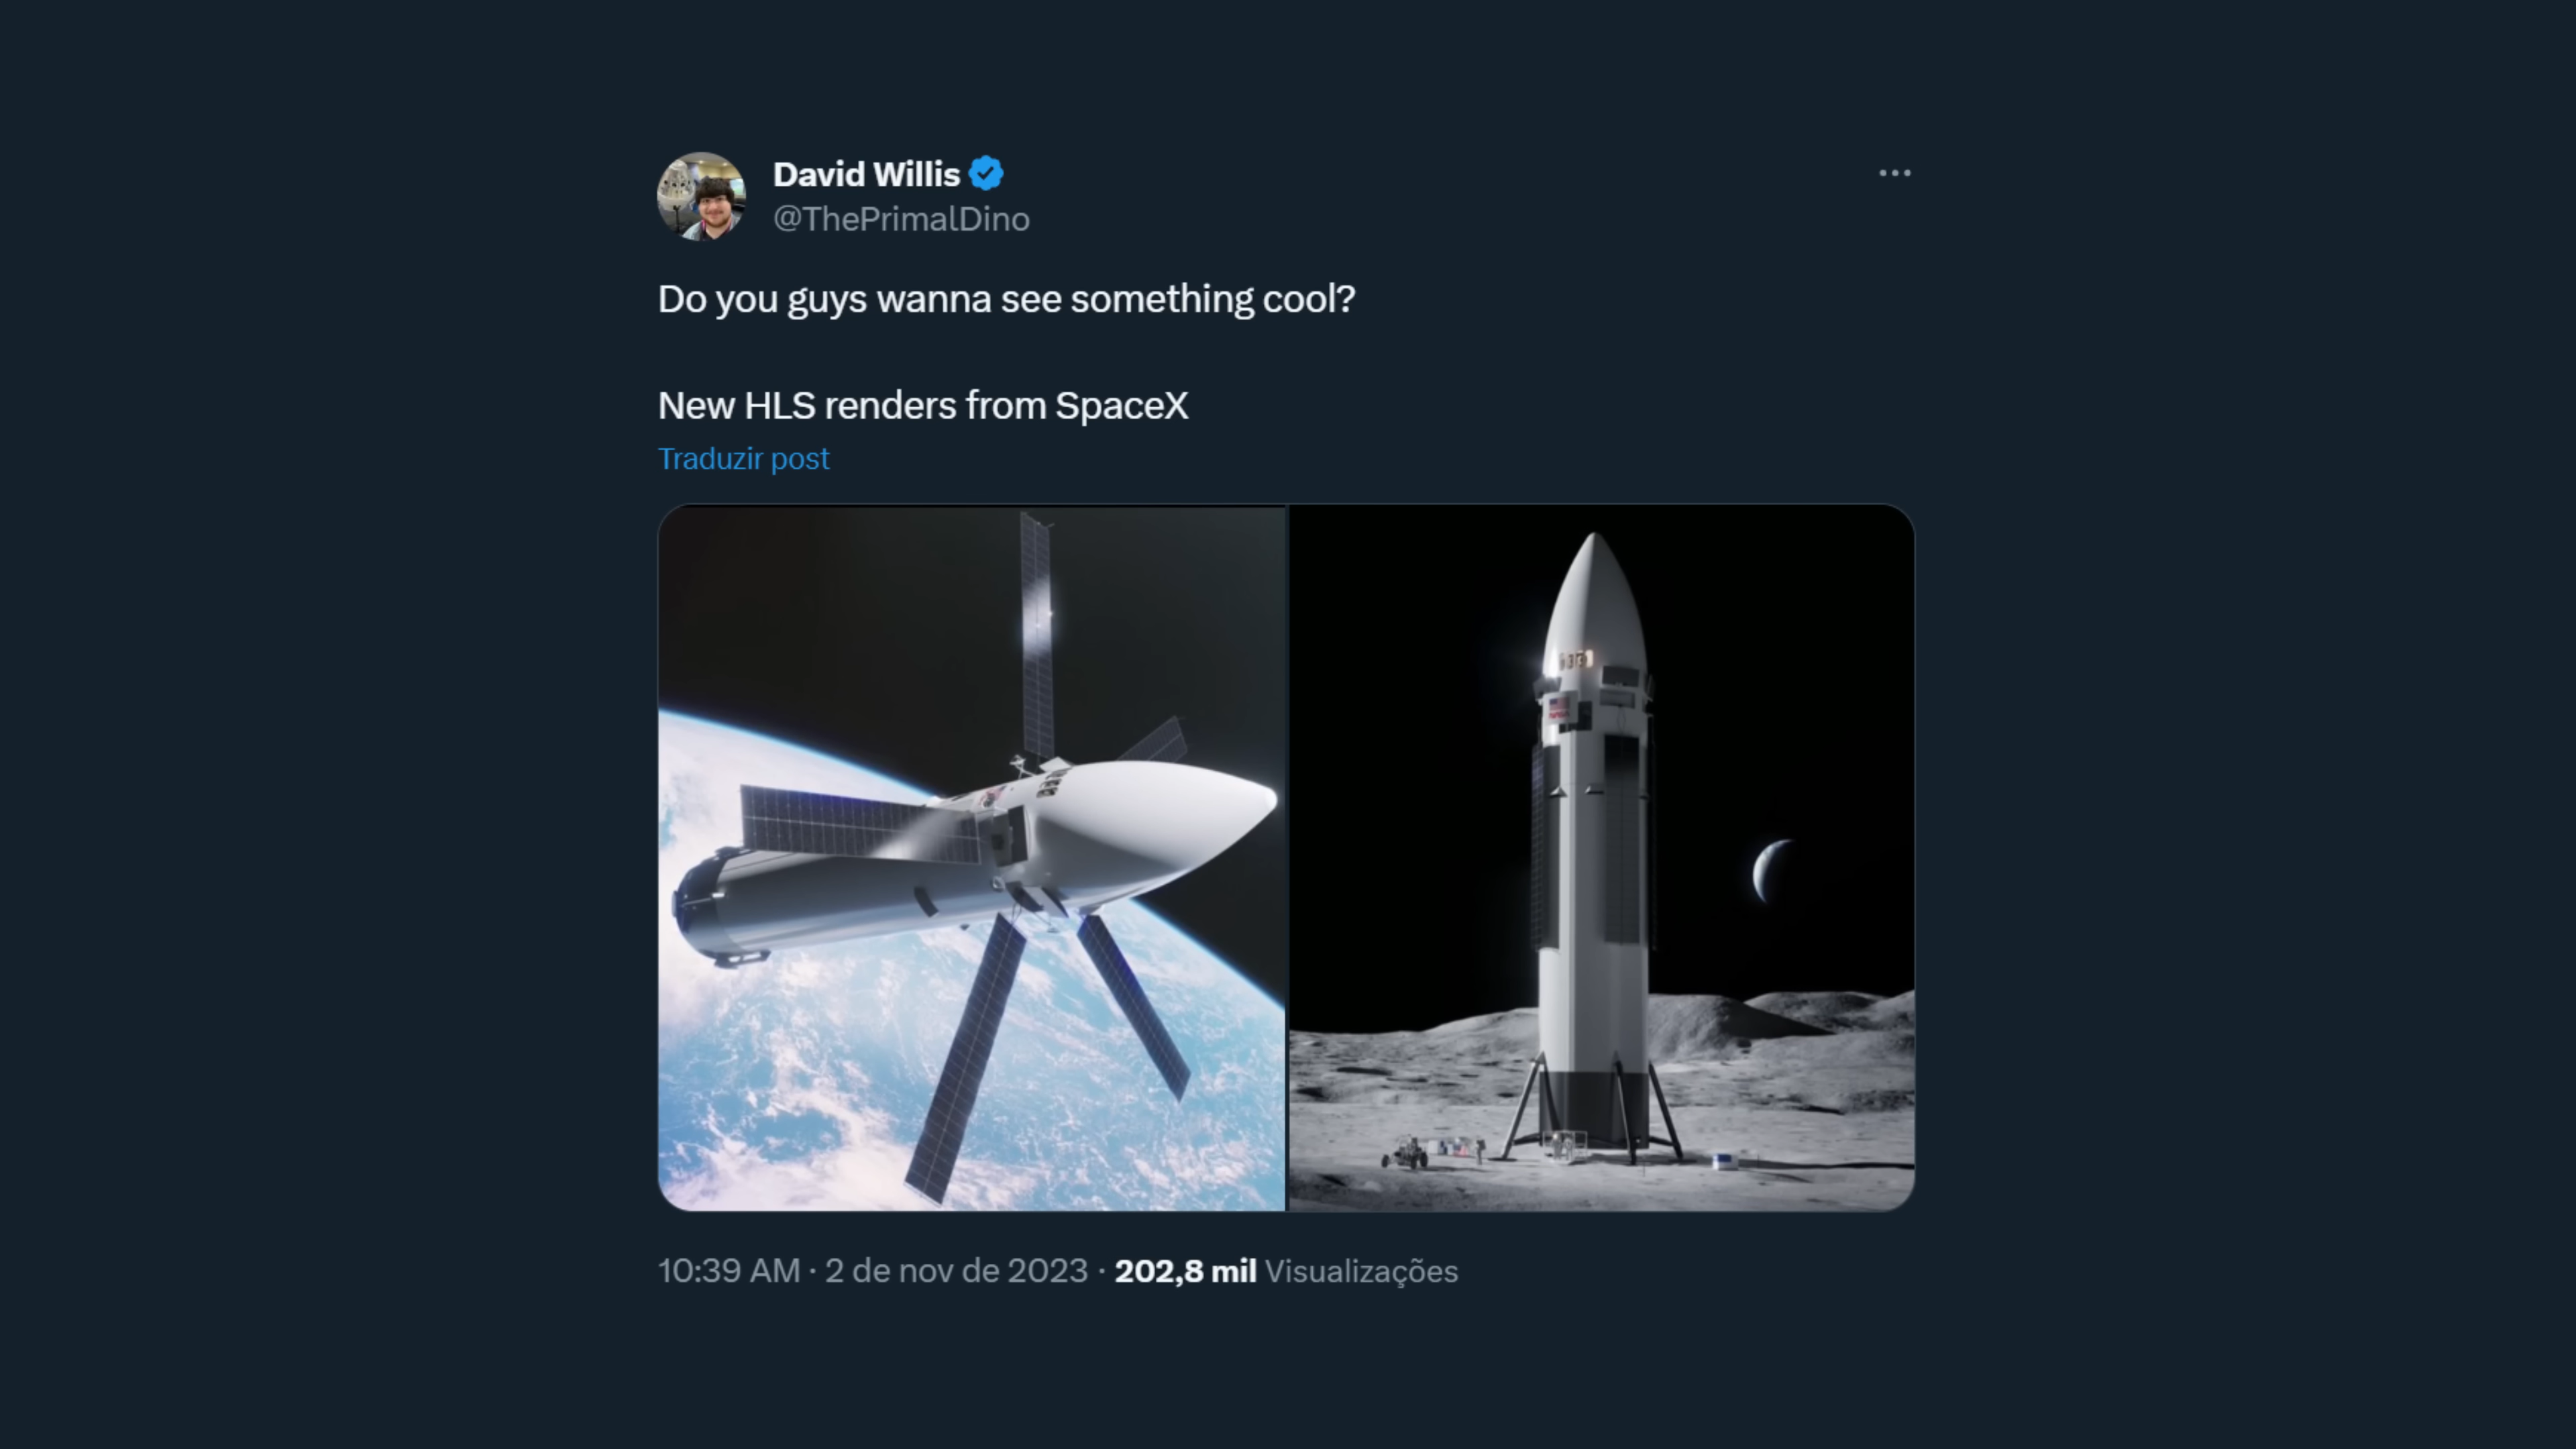 David Willis
@ThePrimalDino
Do you guys wanna see something cool?
New HLS renders from SpaceX
Traduzir post
10:39 AM · 2 de nov de 2023 · 202,8 mil Visualizações